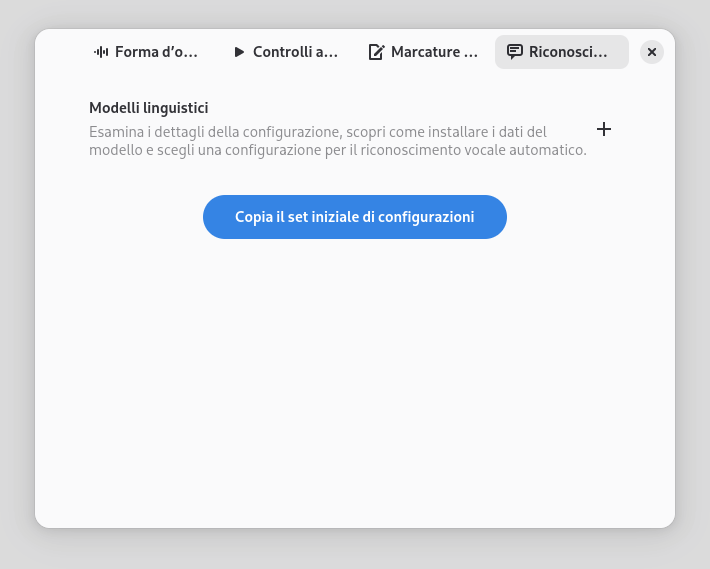 Forma d’o… Controlli a… Marcature … Riconosci…
Modelli linguistici
Esamina i dettagli della configurazione, scopri come installare i dati del
modello e scegli una configurazione per il riconoscimento vocale automatico.
Copia il set iniziale di configurazioni